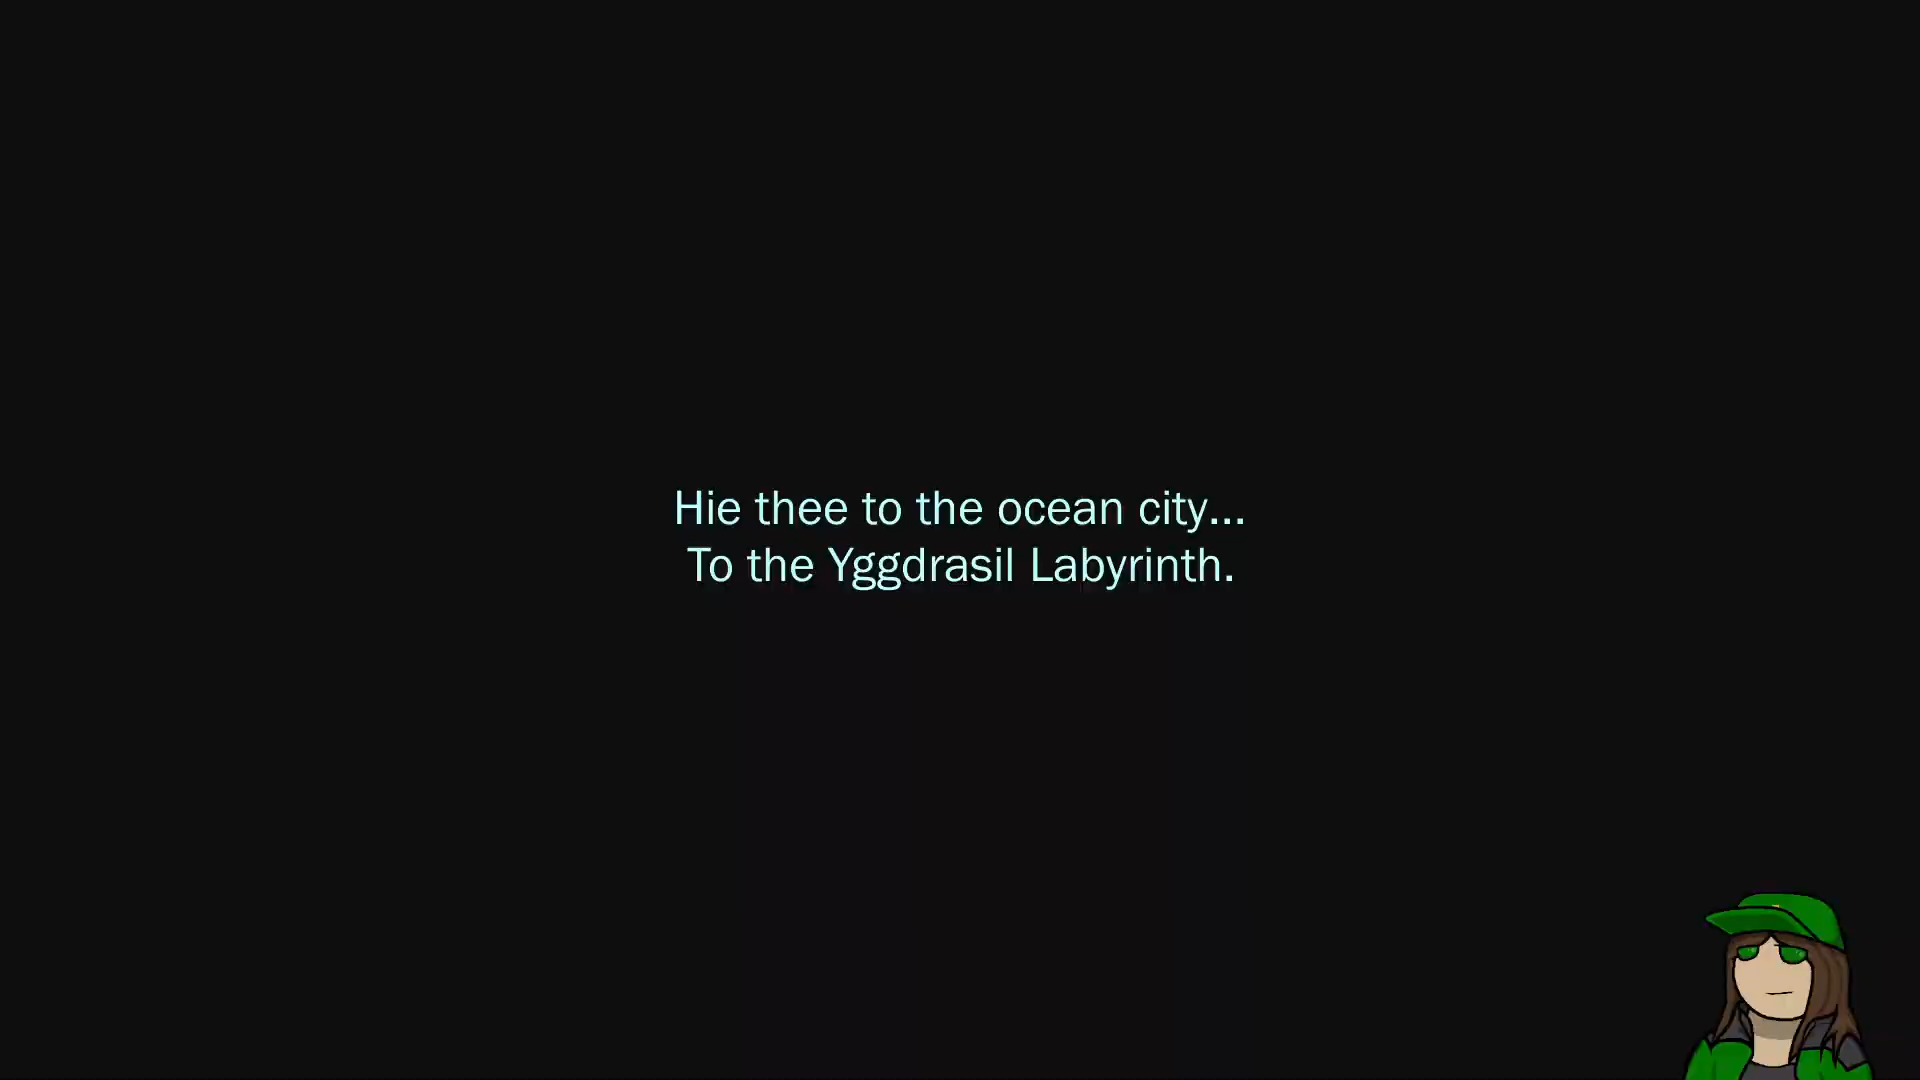 Hie thee to the ocean city...
To the Yggdrasil Labyrinth.